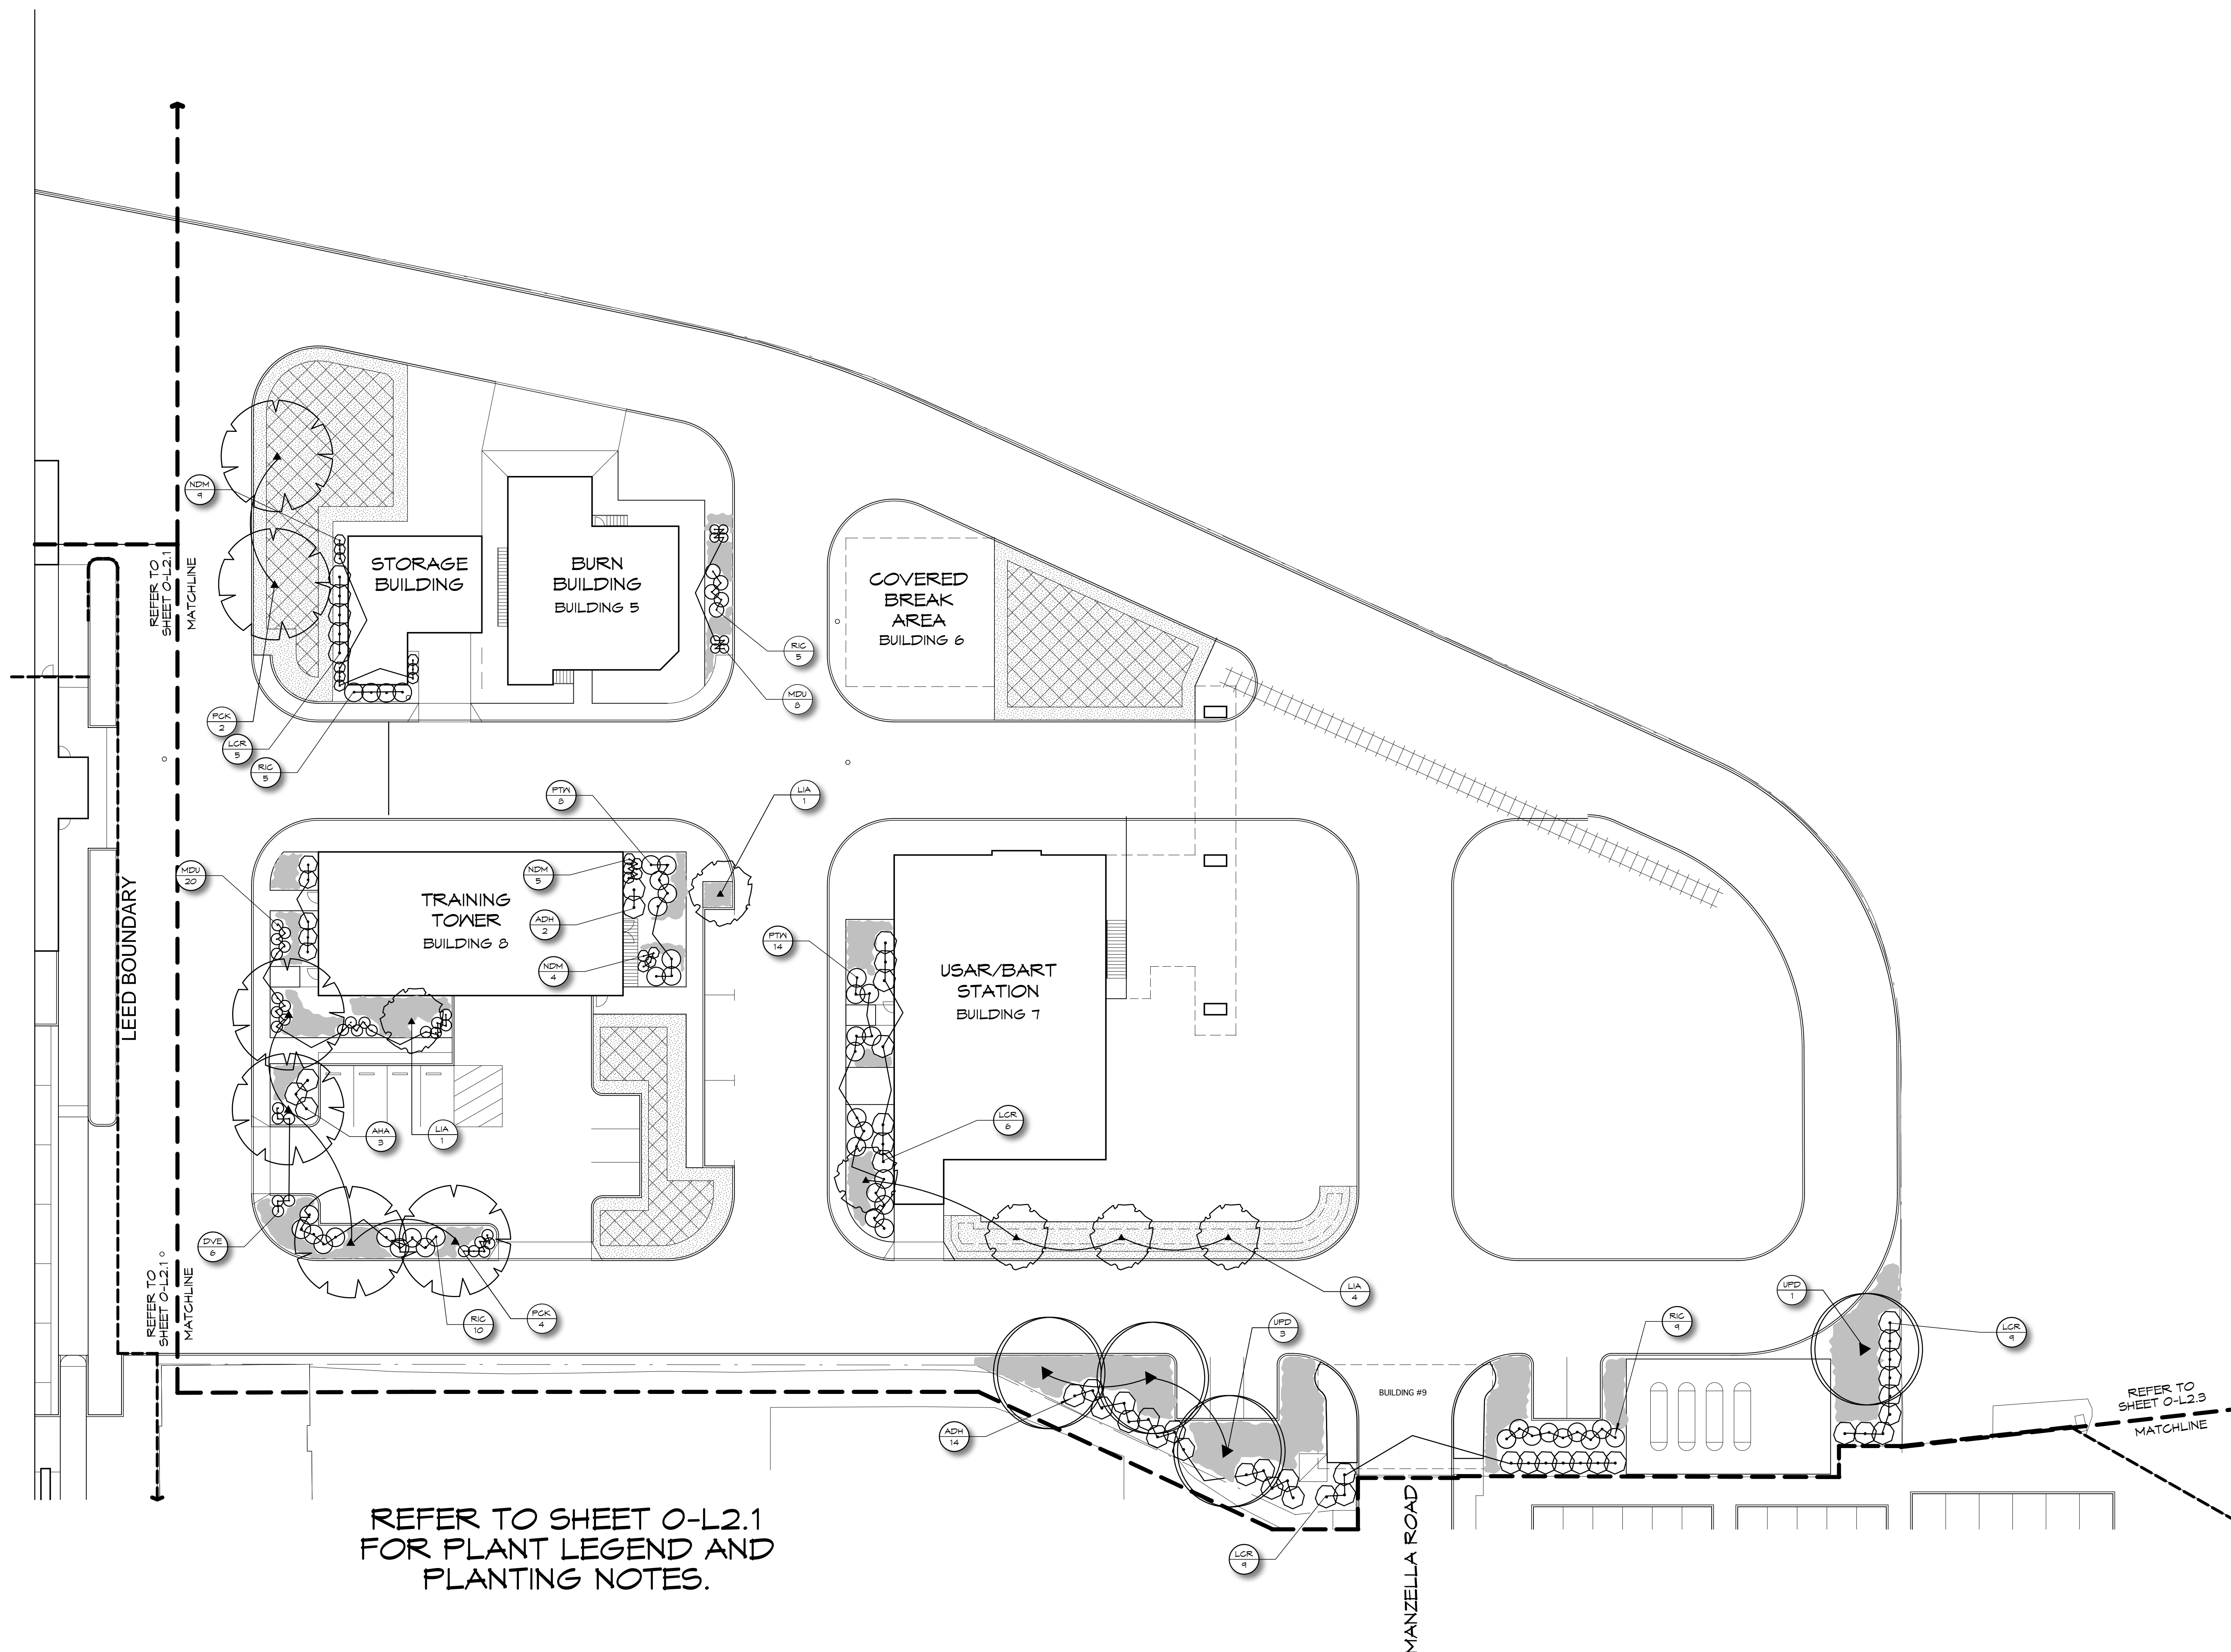 NDM
9
STORAGE
BUILDING
BURN
BUILDING
BUILDING 5
COVERED
BREAK
AREA
BUILDING 6
REFER TO
SHEET O-L2.1
MATCHLINE
RIC
5
MDU
8
PCK
2
LCR
5
RIC
5
PTW
8
LIA
1
MDU
20
NDM
5
TRAINING
TOWER
BUILDING 8
ADH
2
NDM
4
PTW
14
USAR/BART
STATION
BUILDING 7
LEED BOUNDARY
AHA
3
LIA
1
LCR
6
DVE
6
RIC
10
PCK
4
LIA
4
REFER TO
SHEET O-L2.1
MATCHLINE
UPD
3
RIC
9
UPD
1
LCR
9
BUILDING #9
ADH
14
REFER TO
SHEET O-L2.3
MATCHLINE
LCR
9
MANZELLA ROAD
REFER TO SHEET O-L2.1
FOR PLANT LEGEND AND
PLANTING NOTES.